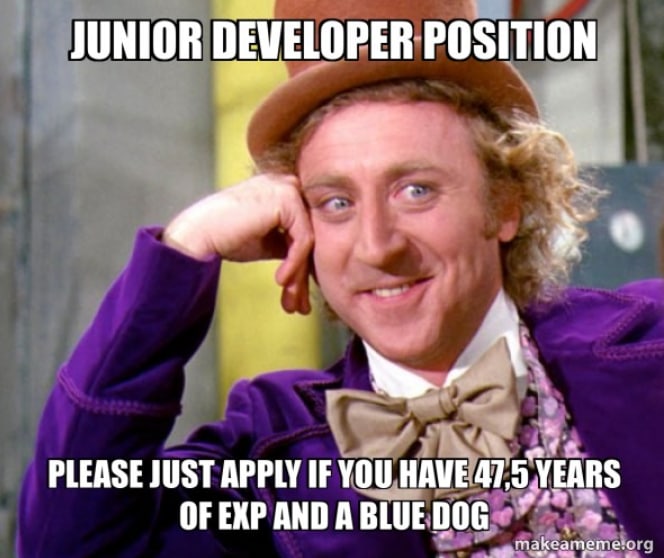 JUNIOR DEVELOPER POSITION
PLEASE JUST APPLY IF YOU HAVE 47,5 YEARS
OF EXP AND A BLUE DOG
makeameme.org